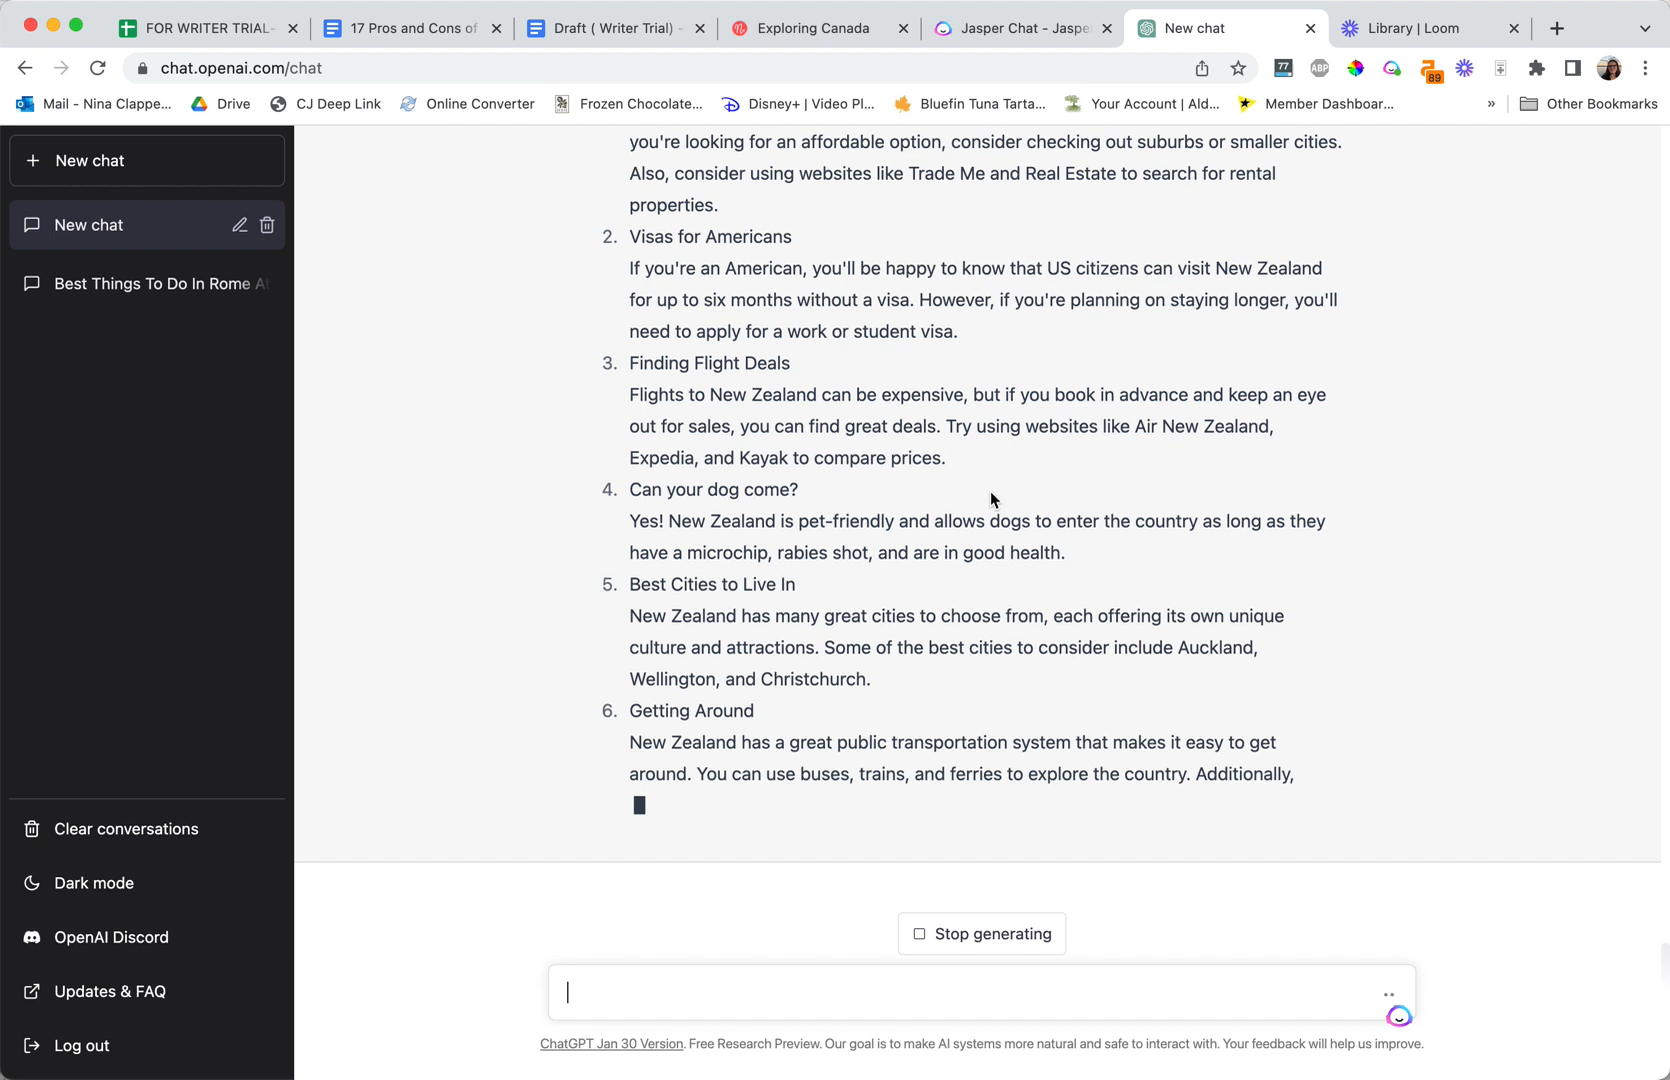 FOR WRITER TRIAL-
17 Pros and Cons of
Draft ( Writer Trial) -
Exploring Canada
Jasper Chat - Jaspe
New chat
Library | Loom
chat.openai.com/chat
77
ABP
89
Mail - Nina Clappe...
Drive
CJ Deep Link
Online Converter
Frozen Chocolate...
Disney+ | Video Pl...
Bluefin Tuna Tarta...
Your Account | Ald...
Member Dashboar...
»
Other Bookmarks
+ New chat
New chat
Best Things To Do In Rome At
Clear conversations
Dark mode
OpenAI Discord
Updates & FAQ
Log out
you're looking for an affordable option, consider checking out suburbs or smaller cities.
Also, consider using websites like Trade Me and Real Estate to search for rental
properties.
2. Visas for Americans
If you're an American, you'll be happy to know that US citizens can visit New Zealand
for up to six months without a visa. However, if you're planning on staying longer, you'll
need to apply for a work or student visa.
3. Finding Flight Deals
Flights to New Zealand can be expensive, but if you book in advance and keep an eye
out for sales, you can find great deals. Try using websites like Air New Zealand,
Expedia, and Kayak to compare prices.
4. Can your dog come?
Yes! New Zealand is pet-friendly and allows dogs to enter the country as long as they
have a microchip, rabies shot, and are in good health.
5. Best Cities to Live In
New Zealand has many great cities to choose from, each offering its own unique
culture and attractions. Some of the best cities to consider include Auckland,
Wellington, and Christchurch.
6. Getting Around
New Zealand has a great public transportation system that makes it easy to get
around. You can use buses, trains, and ferries to explore the country. Additionally,
Stop generating
ChatGPT Jan 30 Version. Free Research Preview. Our goal is to make AI systems more natural and safe to interact with. Your feedback will help us improve.